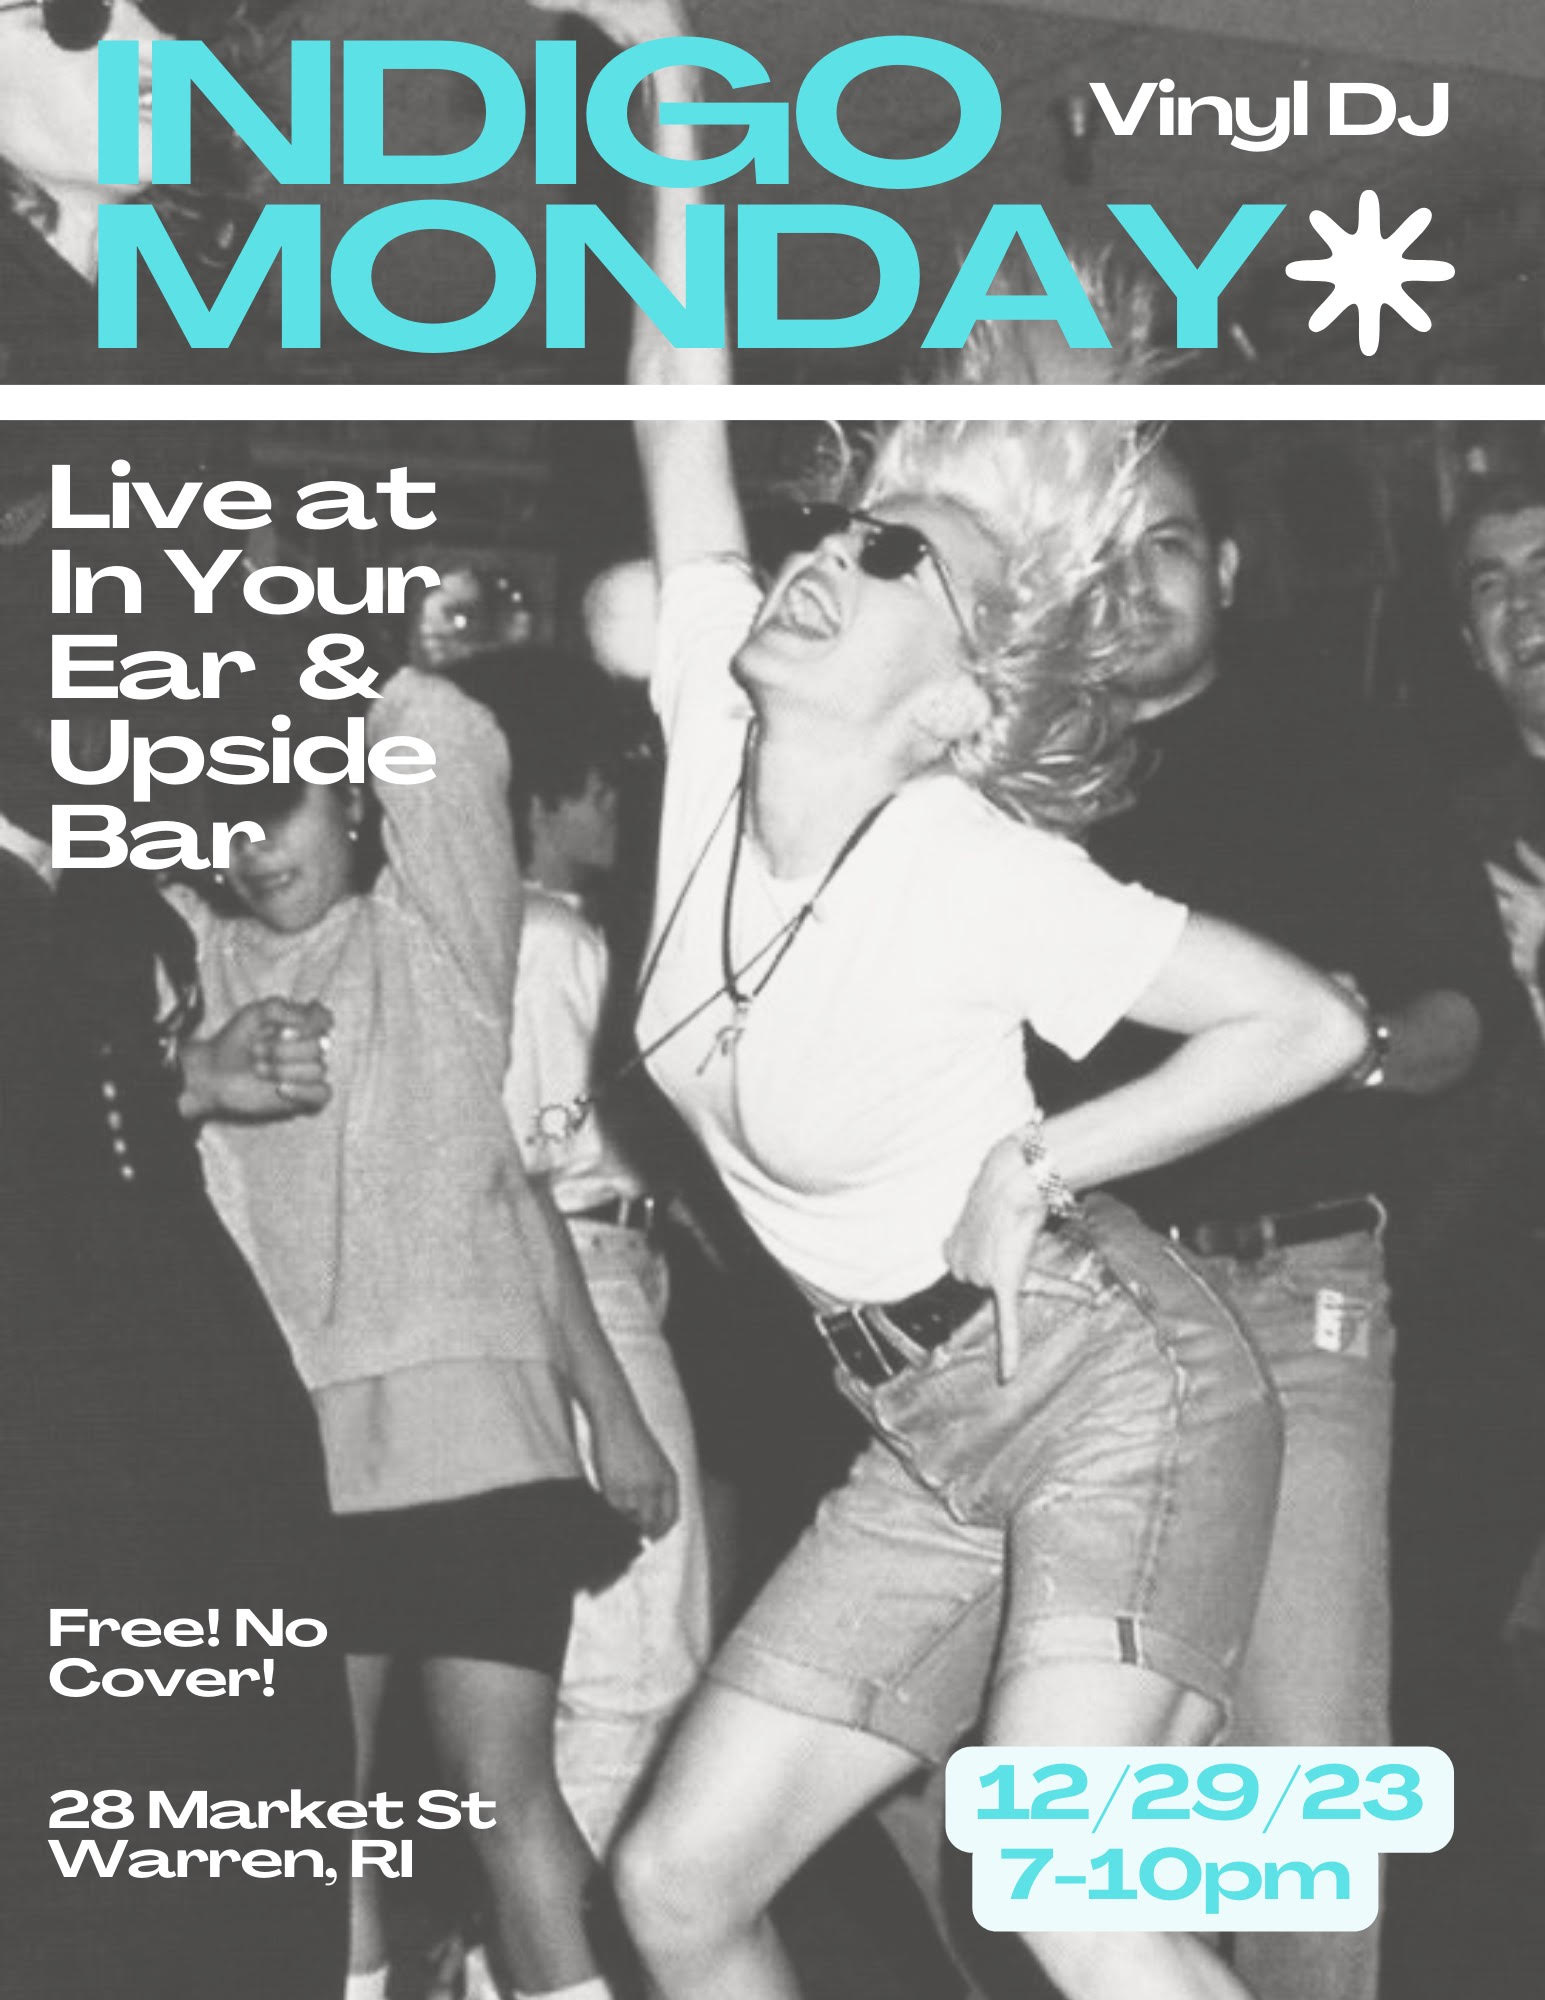 INDIGO
Vinyl DJ
MONDAY
Live at
In Your
Ear &
Upside
Bar
Free! No
Cover!
28 Market St
Warren, RI
12/29/23
7-10pm